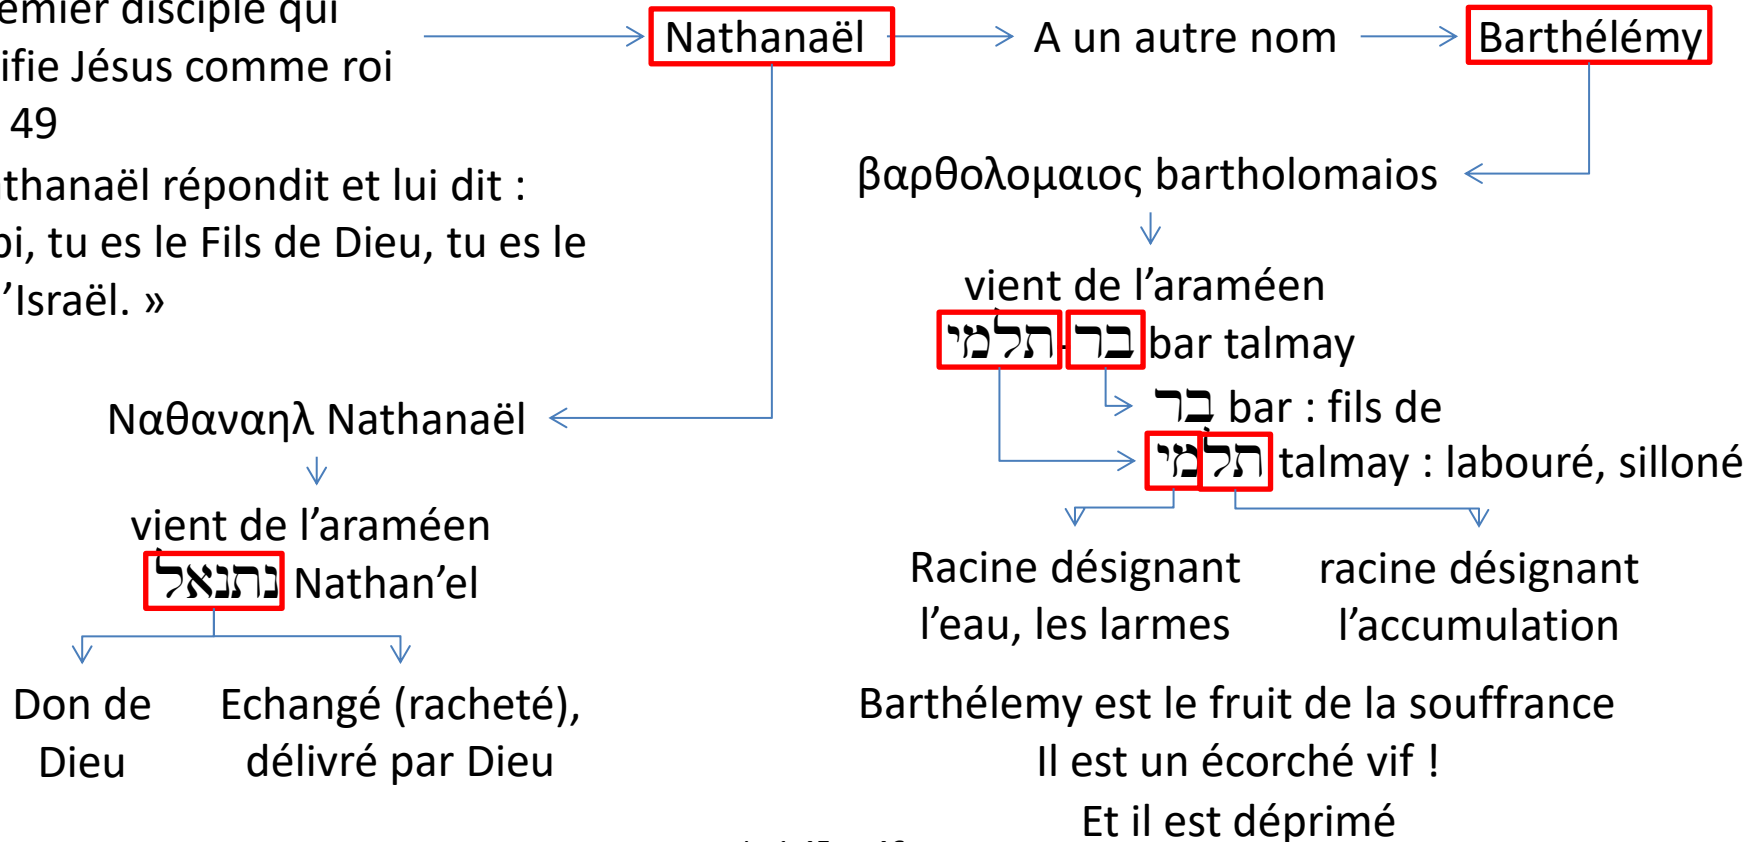 emier disciple qui
ifie Jésus comme roi
49
athanaël répondit et lui dit :
bi, tu es le Fils de Dieu, tu es le
'Israël. »
Nathanaël
A un autre nom
Barthélémy
βαρθολομαιος bartholomaios
vient de l’araméen
בר-תלמי bar talmay
בר bar : fils de
תלמי talmay : labouré, silloné
Racine désignant
l’eau, les larmes
racine désignant
l’accumulation
Barthélemy est le fruit de la souffrance
Il est un écorché vif !
Et il est déprimé
Ναθαναηλ Nathanaël
vient de l’araméen
נתנאל Nathan’el
Don de
Dieu
Echangé (racheté),
délivré par Dieu